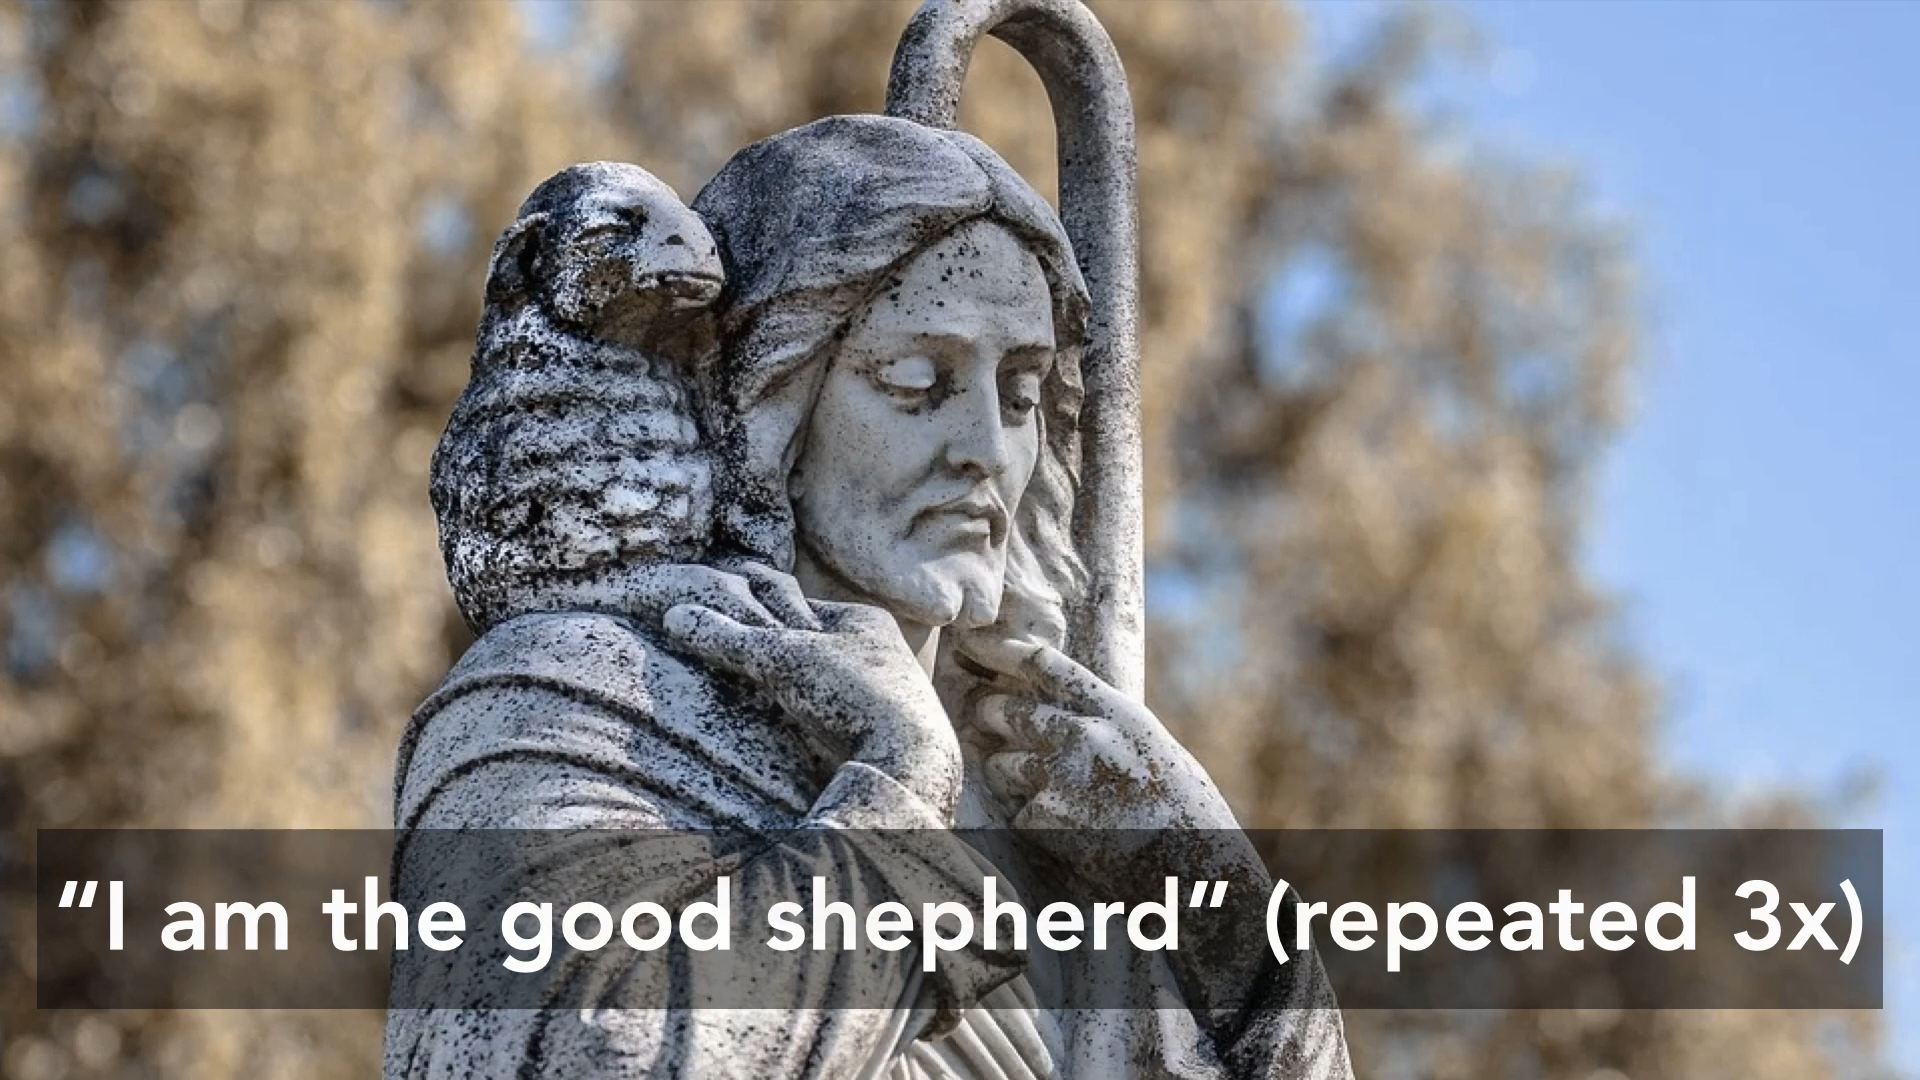 “I am the good shepherd” (repeated 3x)